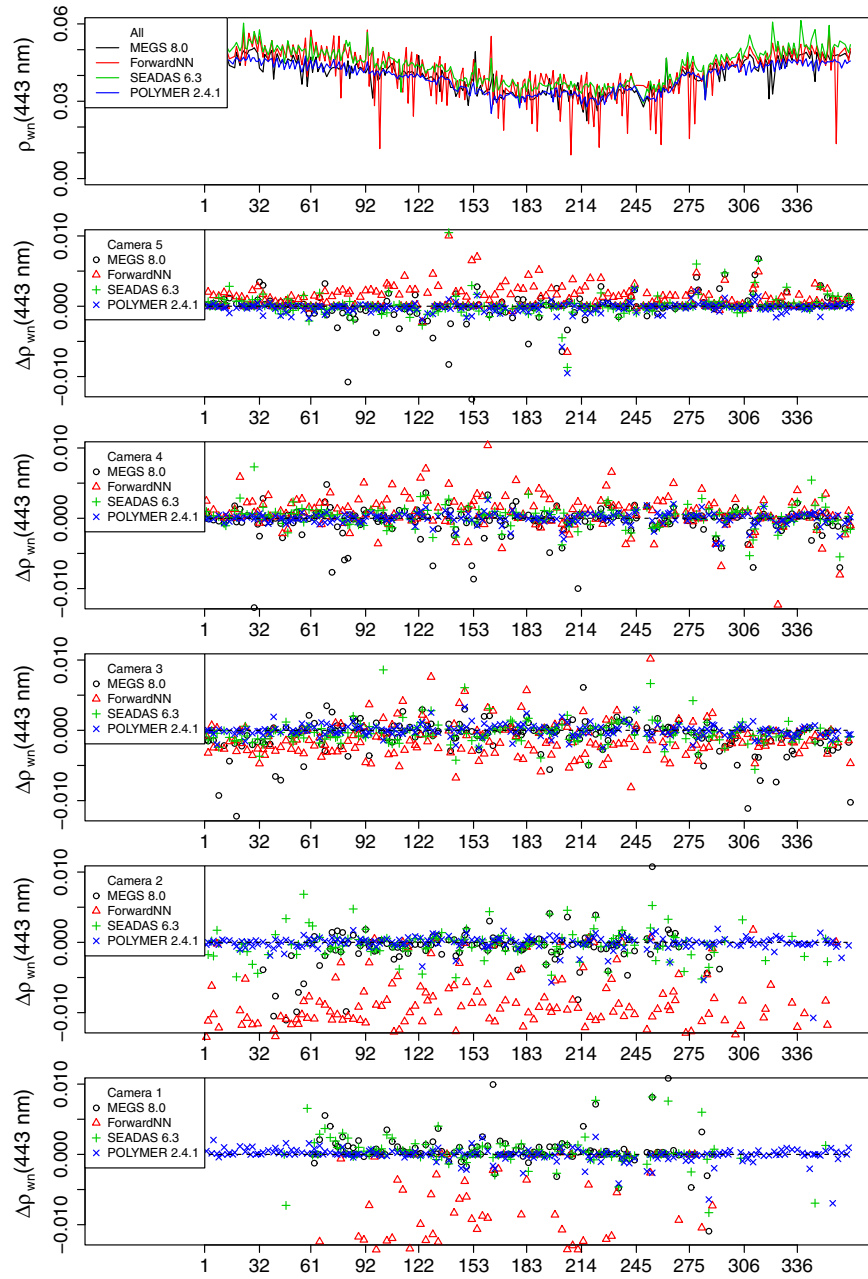 All
MEGS 8.0
ForwardNN
SEADAS 6.3
POLYMER 2.4.1
ρwn(443 nm)
0.00 0.03 0.06
1 32 61 92 122 153 183 214 245 275 306 336
Camera 5
MEGS 8.0
ForwardNN
SEADAS 6.3
POLYMER 2.4.1
Δρwn(443 nm)
−0.010 0.000 0.010
1 32 61 92 122 153 183 214 245 275 306 336
Camera 4
MEGS 8.0
ForwardNN
SEADAS 6.3
POLYMER 2.4.1
Δρwn(443 nm)
−0.010 0.000 0.010
1 32 61 92 122 153 183 214 245 275 306 336
Camera 3
MEGS 8.0
ForwardNN
SEADAS 6.3
POLYMER 2.4.1
Δρwn(443 nm)
−0.010 0.000 0.010
1 32 61 92 122 153 183 214 245 275 306 336
Camera 2
MEGS 8.0
ForwardNN
SEADAS 6.3
POLYMER 2.4.1
Δρwn(443 nm)
−0.010 0.000 0.010
1 32 61 92 122 153 183 214 245 275 306 336
Camera 1
MEGS 8.0
ForwardNN
SEADAS 6.3
POLYMER 2.4.1
Δρwn(443 nm)
−0.010 0.000 0.010
1 32 61 92 122 153 183 214 245 275 306 336